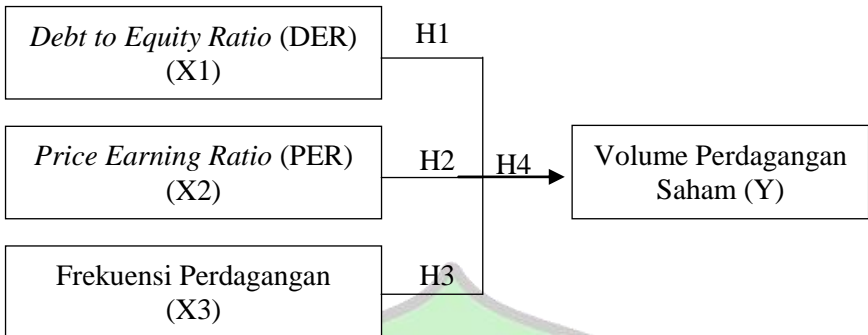 Debt to Equity Ratio (DER)
(X1)
H1
Price Earning Ratio (PER)
(X2)
H2
H4
Volume Perdagangan
Saham (Y)
Frekuensi Perdagangan
(X3)
H3